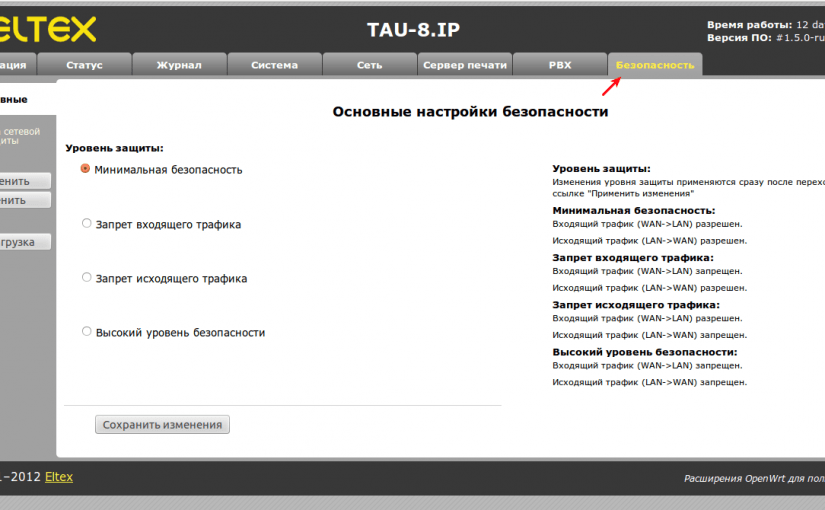 ELTEX
TAU-8.IP
Время работы: 12 da
Версия ПО: #1.5.0-ru
ация Статус Журнал Система Сеть Сервер печати PBX Безопасность
вные
сетевой
иты
енить
нить
грузка
Основные настройки безопасности
Уровень защиты:
Минимальная безопасность
Запрет входящего трафика
Запрет исходящего трафика
Высокий уровень безопасности
Сохранить изменения
Уровень защиты:
Изменения уровня защиты применяются сразу после перехо
ссылке "Применить изменения"
Минимальная безопасность:
Входящий трафик (WAN->LAN) разрешен.
Исходящий трафик (LAN->WAN) разрешен.
Запрет входящего трафика:
Входящий трафик (WAN->LAN) запрещен.
Исходящий трафик (LAN->WAN) разрешен.
Запрет исходящего трафика:
Входящий трафик (WAN->LAN) разрешен.
Исходящий трафик (LAN->WAN) запрещен.
Высокий уровень безопасности:
Входящий трафик (WAN->LAN) запрещен.
Исходящий трафик (LAN->WAN) запрещен.
–2012 Eltex
Расширения OpenWrt для пол